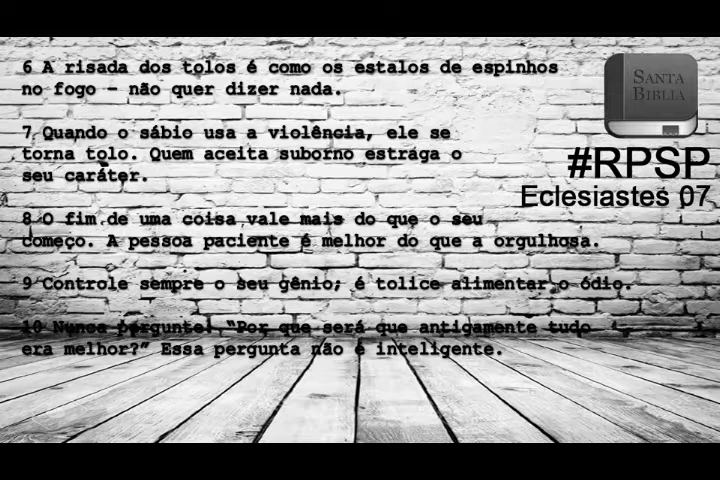 6 A risada dos tolos é como os estalos de espinhos
no fogo – não quer dizer nada.
7 Quando o sábio usa a violência, ele se
torna tolo. Quem aceita suborno estraga o
seu caráter.
8 O fim de uma coisa vale mais do que o seu
começo. A pessoa paciente é melhor do que a orgulhosa.
9 Controle sempre o seu gênio; é tolice alimentar o ódio.
10 Nunca pergunte: “Por que será que antigamente tudo
era melhor?” Essa pergunta não é inteligente.
SANTA
BIBLIA
#RPSP
Eclesiastes 07